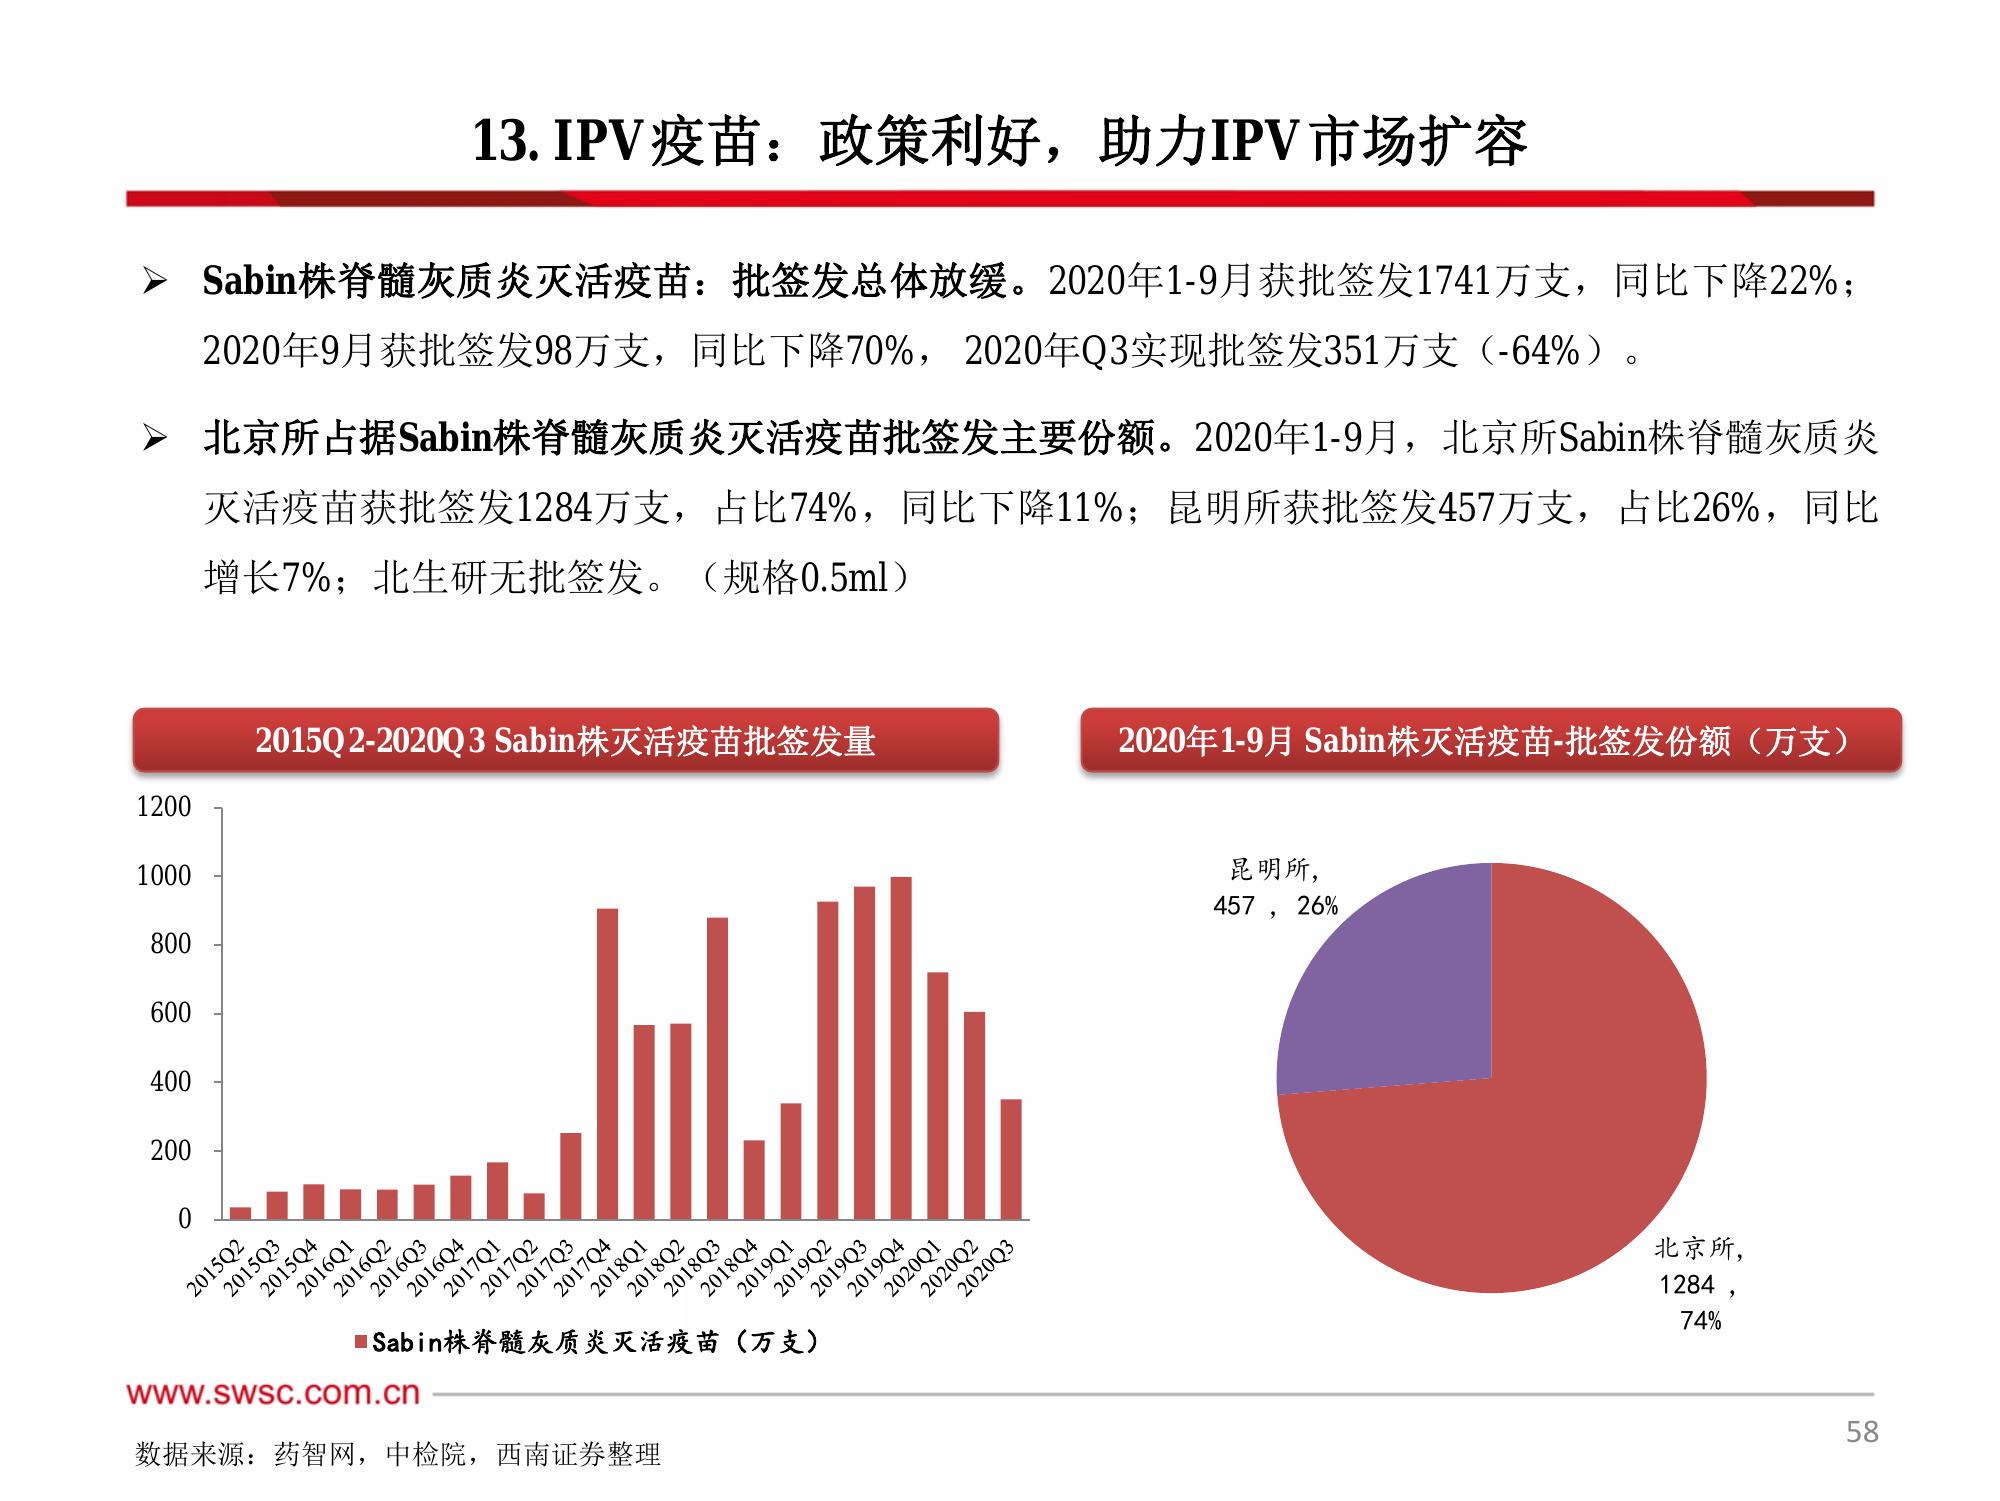 13. IPV疫苗：政策利好，助力IPV市场扩容
Sabin株脊髓灰质炎灭活疫苗：批签发总体放缓。2020年1-9月获批签发1741万支，同比下降22%；
2020年9月获批签发98万支，同比下降70%， 2020年Q3实现批签发351万支（-64%）。
北京所占据Sabin株脊髓灰质炎灭活疫苗批签发主要份额。2020年1-9月，北京所Sabin株脊髓灰质炎
灭活疫苗获批签发1284万支，占比74%，同比下降11%；昆明所获批签发457万支，占比26%，同比
增长7%；北生研无批签发。（规格0.5ml）
2015Q2-2020Q3 Sabin株灭活疫苗批签发量
1200
1000
800
600
400
200
0
2015Q2
2015Q3
2015Q4
2016Q1
2016Q2
2016Q3
2016Q4
2017Q1
2017Q2
2017Q3
2017Q4
2018Q1
2018Q2
2018Q3
2018Q4
2019Q1
2019Q2
2019Q3
2019Q4
2020Q1
2020Q2
2020Q3
Sabin株脊髓灰质炎灭活疫苗（万支）
2020年1-9月 Sabin株灭活疫苗-批签发份额（万支）
昆明所,
457 , 26%
北京所,
1284 ,
74%
www.swsc.com.cn
58
数据来源：药智网，中检院，西南证券整理